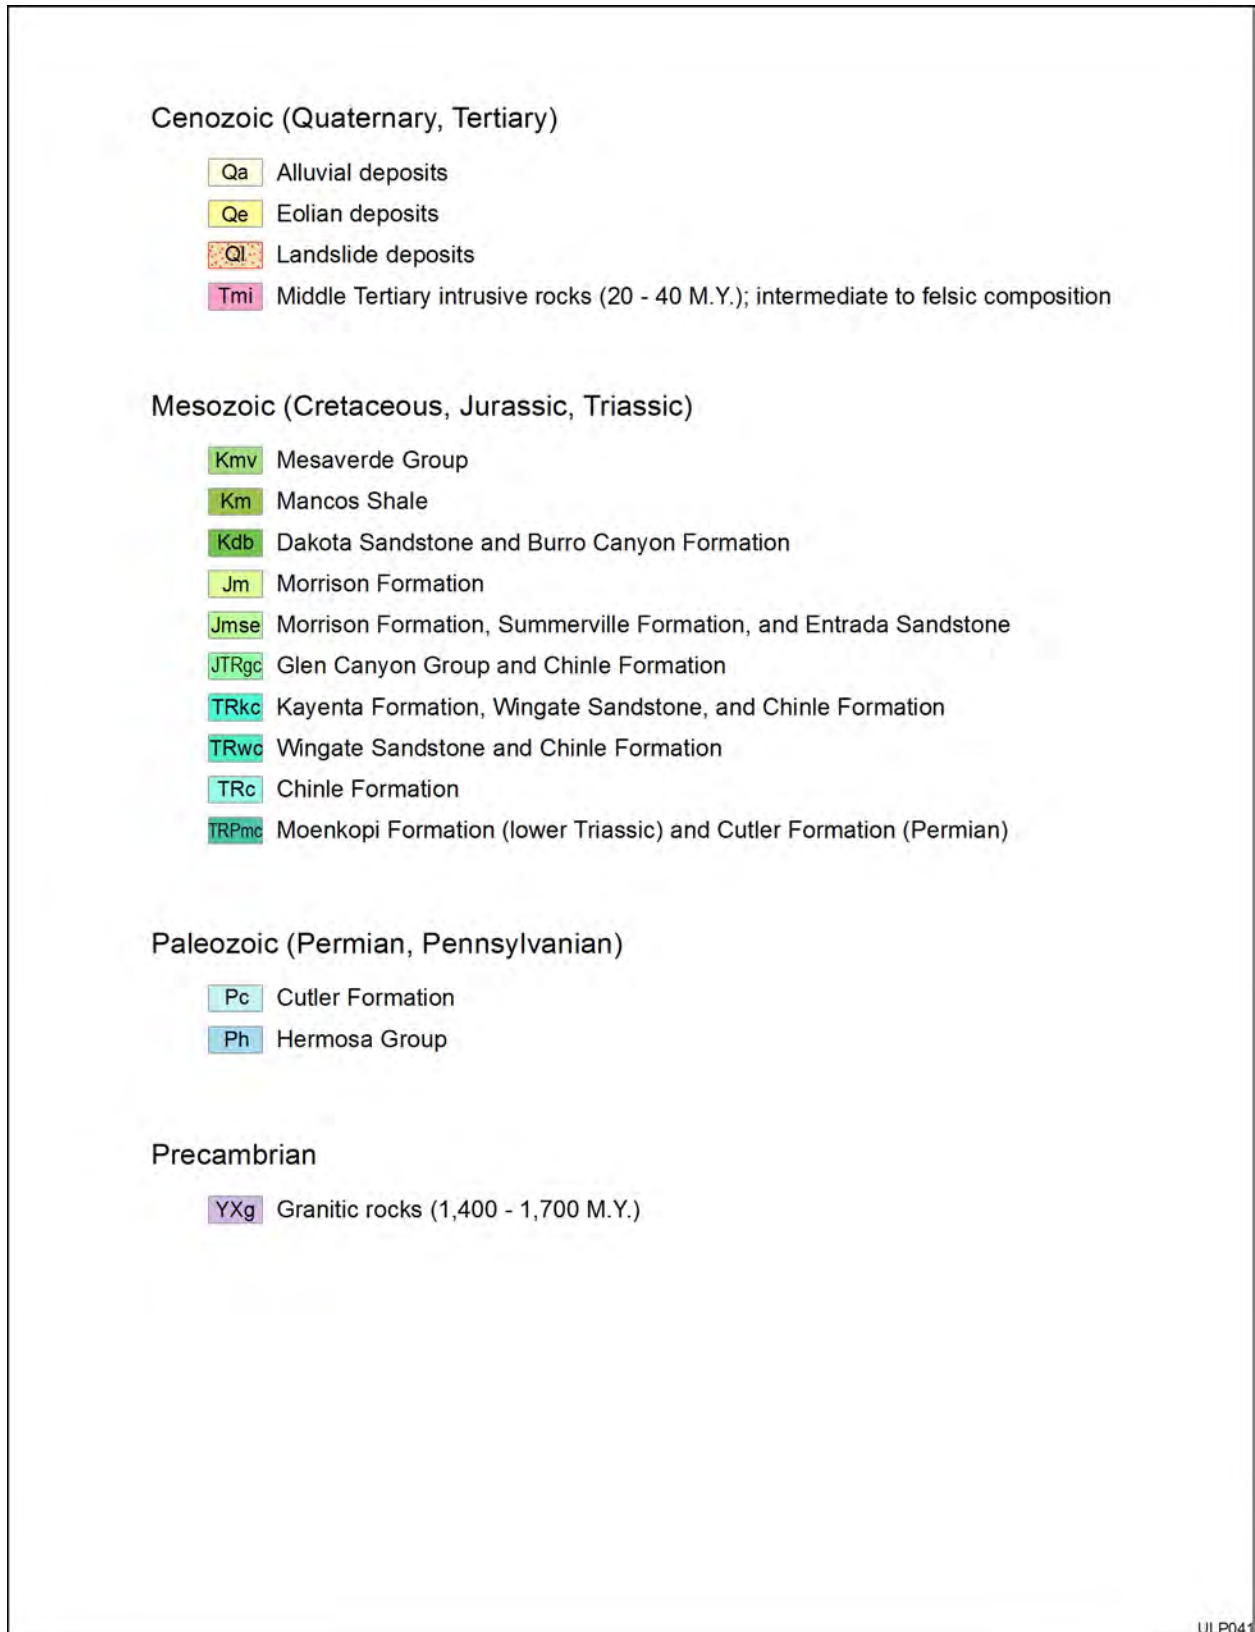 Cenozoic (Quaternary, Tertiary)
Qa Alluvial deposits
Qe Eolian deposits
Ql Landslide deposits
Tmi Middle Tertiary intrusive rocks (20 - 40 M.Y.); intermediate to felsic composition
Mesozoic (Cretaceous, Jurassic, Triassic)
Kmv Mesaverde Group
Km Mancos Shale
Kdb Dakota Sandstone and Burro Canyon Formation
Jm Morrison Formation
Jmse Morrison Formation, Summerville Formation, and Entrada Sandstone
JTRgc Glen Canyon Group and Chinle Formation
TRkc Kayenta Formation, Wingate Sandstone, and Chinle Formation
TRwc Wingate Sandstone and Chinle Formation
TRc Chinle Formation
TRPmc Moenkopi Formation (lower Triassic) and Cutler Formation (Permian)
Paleozoic (Permian, Pennsylvanian)
Pc Cutler Formation
Ph Hermosa Group
Precambrian
YXg Granitic rocks (1,400 - 1,700 M.Y.)
ULP041